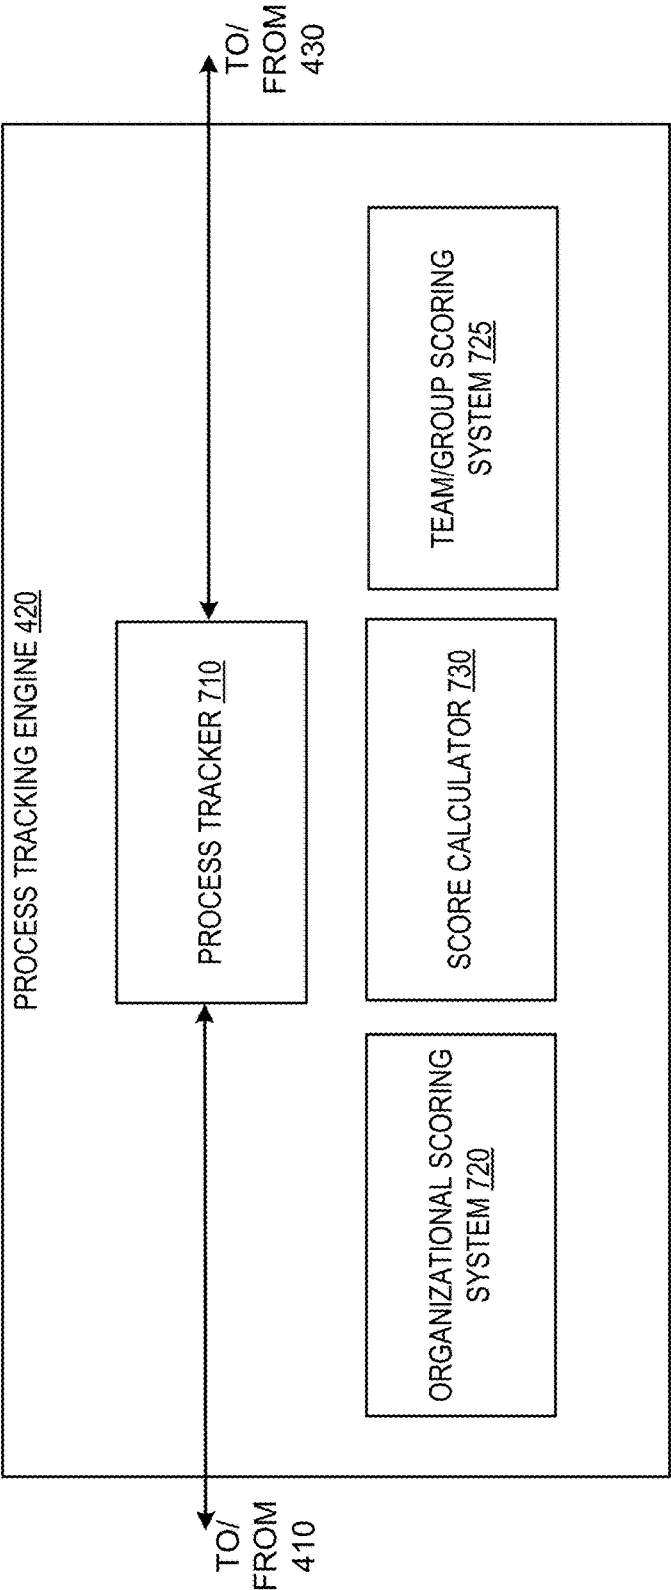 PROCESS TRACKING ENGINE 420
TO/
FROM
410
PROCESS TRACKER 710
TO/
FROM
430
ORGANIZATIONAL SCORING
SYSTEM 720
SCORE CALCULATOR 730
TEAM/GROUP SCORING
SYSTEM 725